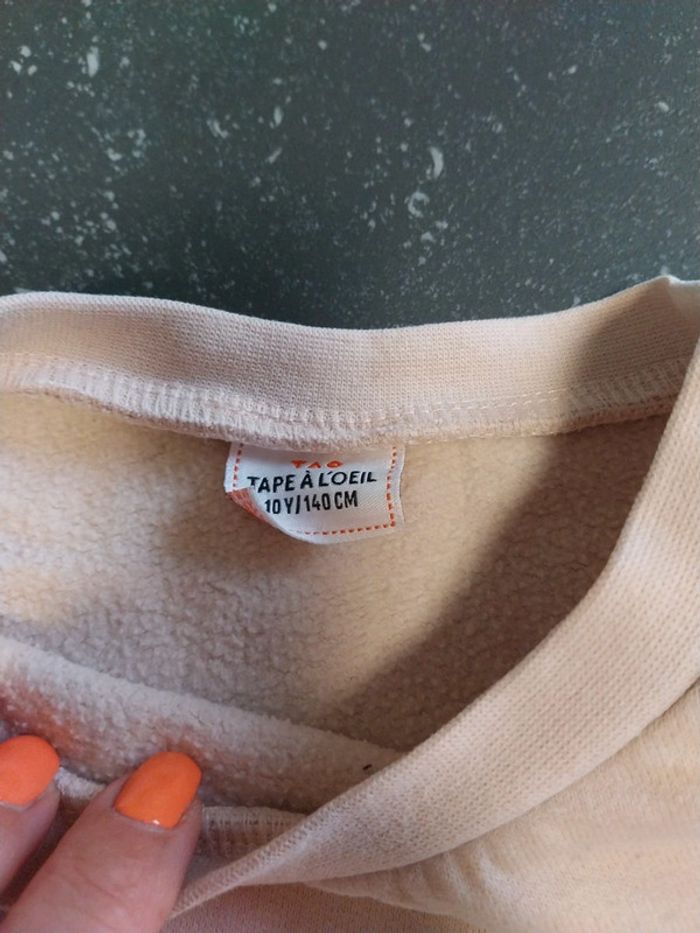 TAO
TAPE À L'OEIL
10Y/140CM